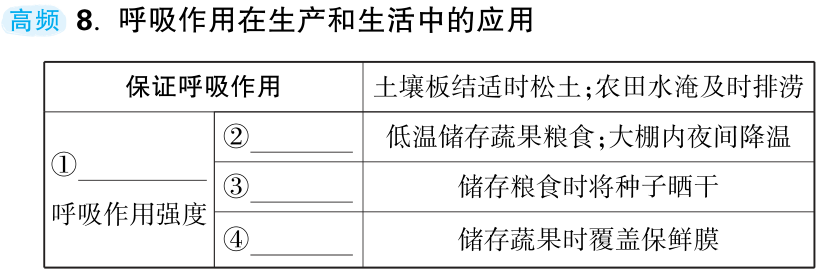 高频 8. 呼吸作用在生产和生活中的应用
保证呼吸作用 土壤板结适时松土;农田水淹及时排涝
①
呼吸作用强度
② 低温储存蔬果粮食;大棚内夜间降温
③ 储存粮食时将种子晒干
④ 储存蔬果时覆盖保鲜膜